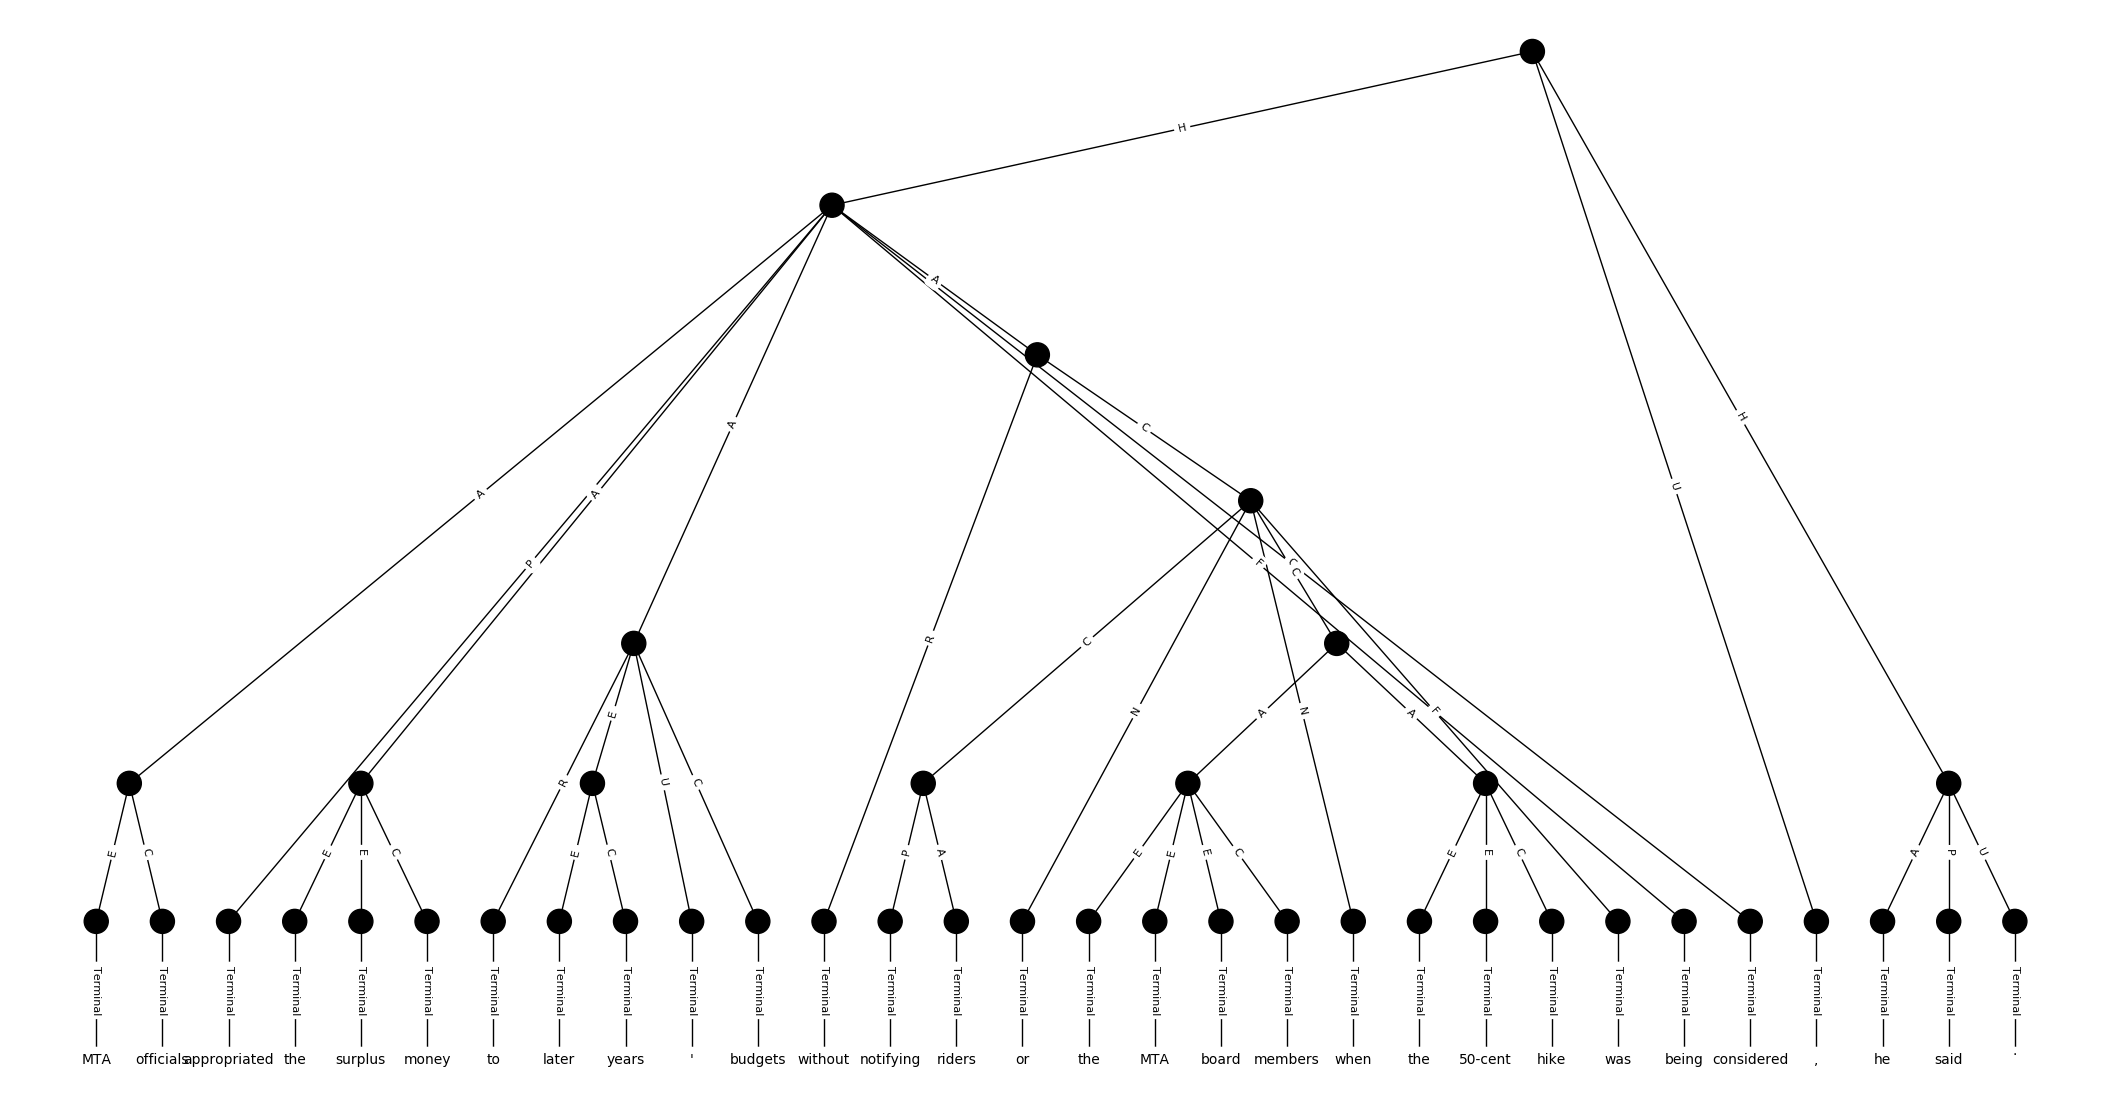 H
A
A
C
A
H
U
A
P
A
F
C
C
R
C
N
A
N
A
F
E
R
U
C
E C E E C E C P A E E E C E E C A P U
Terminal Terminal Terminal Terminal Terminal Terminal Terminal Terminal Terminal Terminal Terminal Terminal Terminal Terminal Terminal Terminal Terminal Terminal Terminal Terminal Terminal Terminal Terminal Terminal Terminal Terminal Terminal Terminal Terminal Terminal
MTA officials appropriated the surplus money to later years ' budgets without notifying riders or the MTA board members when the 50-cent hike was being considered , he said .